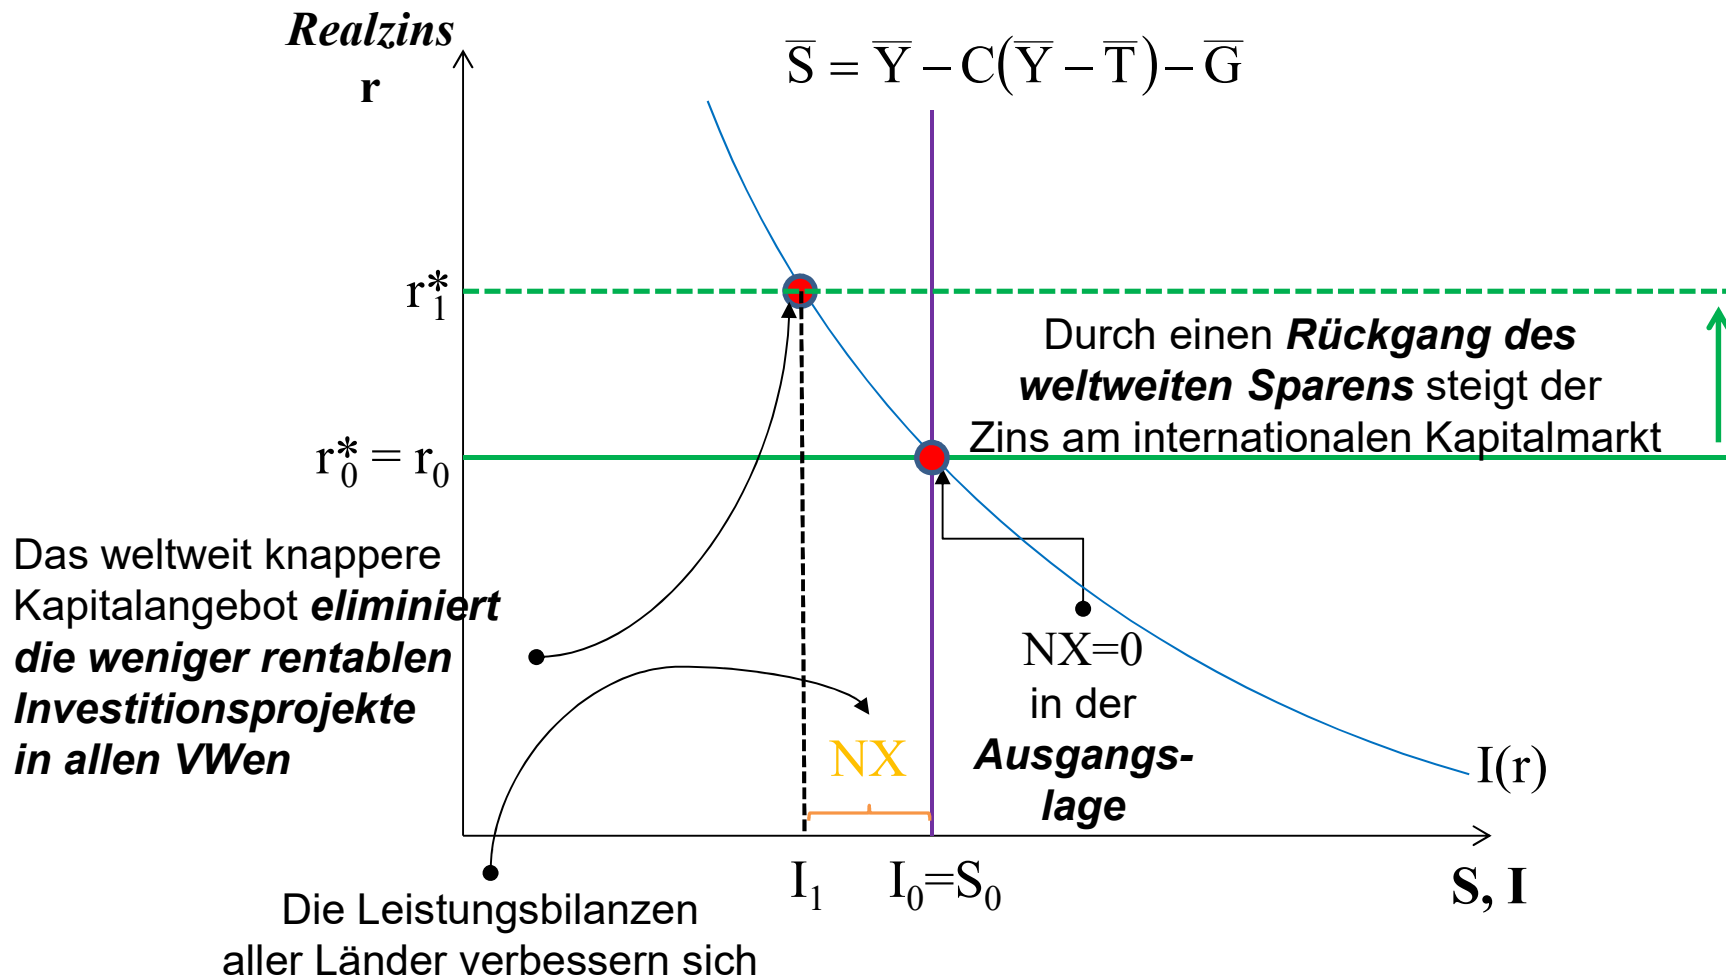 Realzins
r
S̅ = Y̅ – C(Y̅ – T̅) – G̅
r₁*
Durch einen Rückgang des
weltweiten Sparens steigt der
Zins am internationalen Kapitalmarkt
r₀* = r₀
Das weltweit knappere
Kapitalangebot eliminiert
die weniger rentablen
Investitionsprojekte
in allen VWen
NX=0
in der
Ausgangs-
lage
NX
I(r)
I₁
I₀=S₀
S, I
Die Leistungsbilanzen
aller Länder verbessern sich